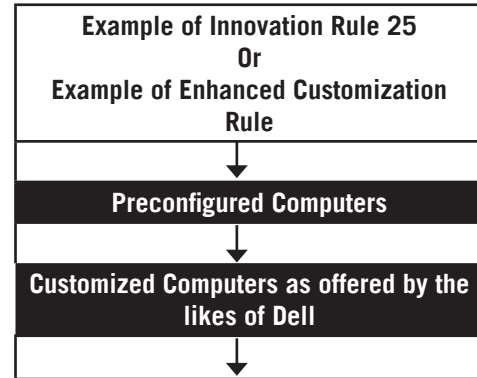 Example of Innovation Rule 25
Or
Example of Enhanced Customization
Rule
Preconfigured Computers
Customized Computers as offered by the
likes of Dell